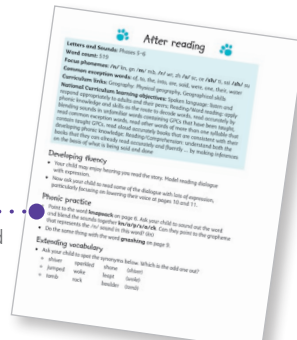 After reading
Letters and Sounds: Phases 5-6
Word count: 510
Focus phonemes: /n/ kn, gn /m/ mb, /r/ wr, ch /s/ sc, ce /sh/ ti, ssi /zh/ su
Common exception words: of, to, the, into, are, said, were, one, their, water
Curriculum links: Geography: Physical geography, Geographical skills
National Curriculum learning objectives: Spoken language: listen and
respond appropriately to adults and their peers; Reading/Word reading: apply
phonic knowledge and skills as the route to decode words, read accurately by
blending sounds in unfamiliar words containing GPCs that have been taught,
read common exception words, read other words of more than one syllable that
contain taught GPCs, read aloud accurately books that are consistent with their
developing phonic knowledge; Reading/Comprehension: understand both the
books that they can already read accurately and fluently ... by making inferences
on the basis of what is being said and done
Developing fluency
• Your child may enjoy hearing you read the story. Model reading dialogue
with expression.
• Now ask your child to read some of the dialogue with lots of expression,
particularly focusing on lowering their voice at pages 10 and 11.
Phonic practice
Point to the word knapsack on page 6. Ask your child to sound out the word
and blend the sounds together kn/a/p/s/a/ck. Can they point to the grapheme
that represents the /n/ sound in this word? (kn)
• Do the same thing with the word gnashing on page 9.
Extending vocabulary
• Ask your child to spot the synonyms below. Which is the odd one out?
• shiver sparkled shone (shiver)
• jumped woke leapt (woke)
• tomb rock boulder (tomb)
d